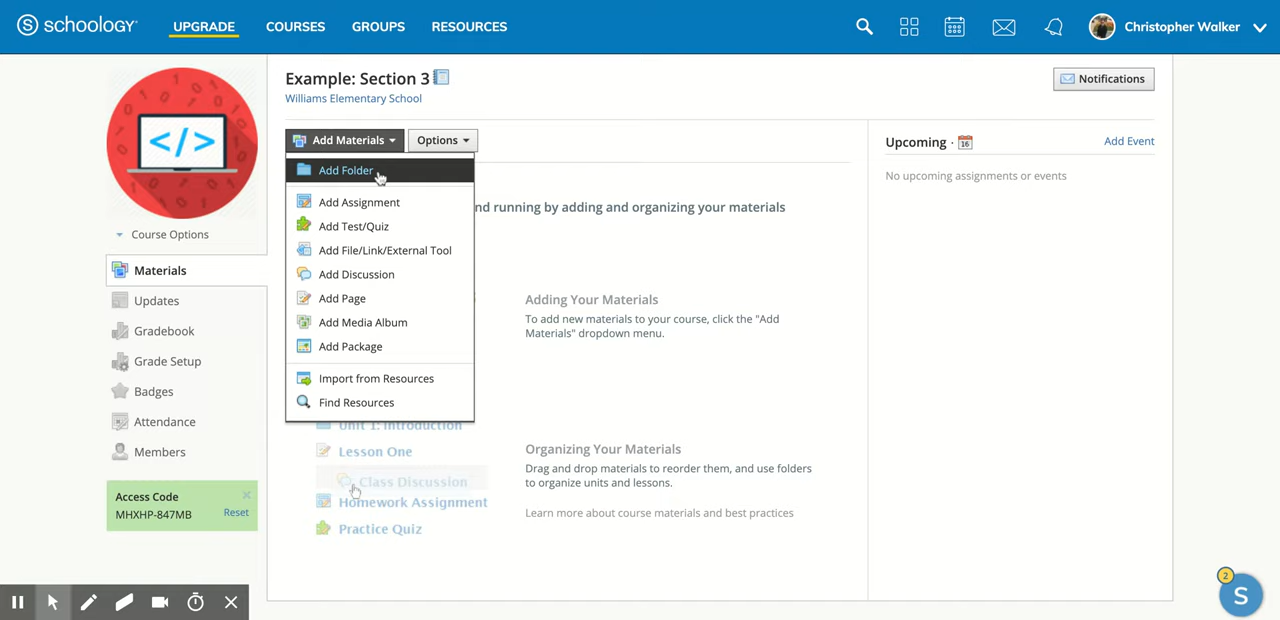 schoology
UPGRADE
COURSES
GROUPS
RESOURCES
Christopher Walker
Example: Section 3
Williams Elementary School
Notifications
Add Materials
Options
Add Folder
Add Assignment
Add Test/Quiz
Add File/Link/External Tool
Add Discussion
Add Page
Add Media Album
Add Package
Import from Resources
Find Resources
nd running by adding and organizing your materials
Adding Your Materials
To add new materials to your course, click the "Add
Materials" dropdown menu.
Unit 1: Introduction
Lesson One
Class Discussion
Homework Assignment
Practice Quiz
Organizing Your Materials
Drag and drop materials to reorder them, and use folders
to organize units and lessons.
Learn more about course materials and best practices
Upcoming · 16
Add Event
No upcoming assignments or events
</>
Course Options
Materials
Updates
Gradebook
Grade Setup
Badges
Attendance
Members
Access Code
MHXHP-847MB
Reset
2
S